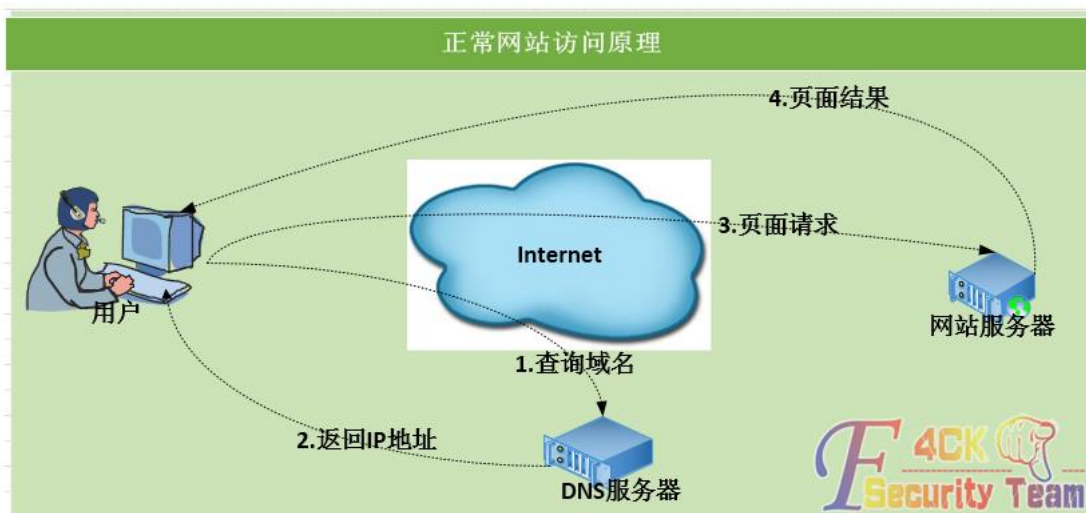 正常网站访问原理
4.页面结果
3.页面请求
Internet
用户
网站服务器
1.查询域名
2.返回IP地址
DNS服务器
F4CK
Security Team